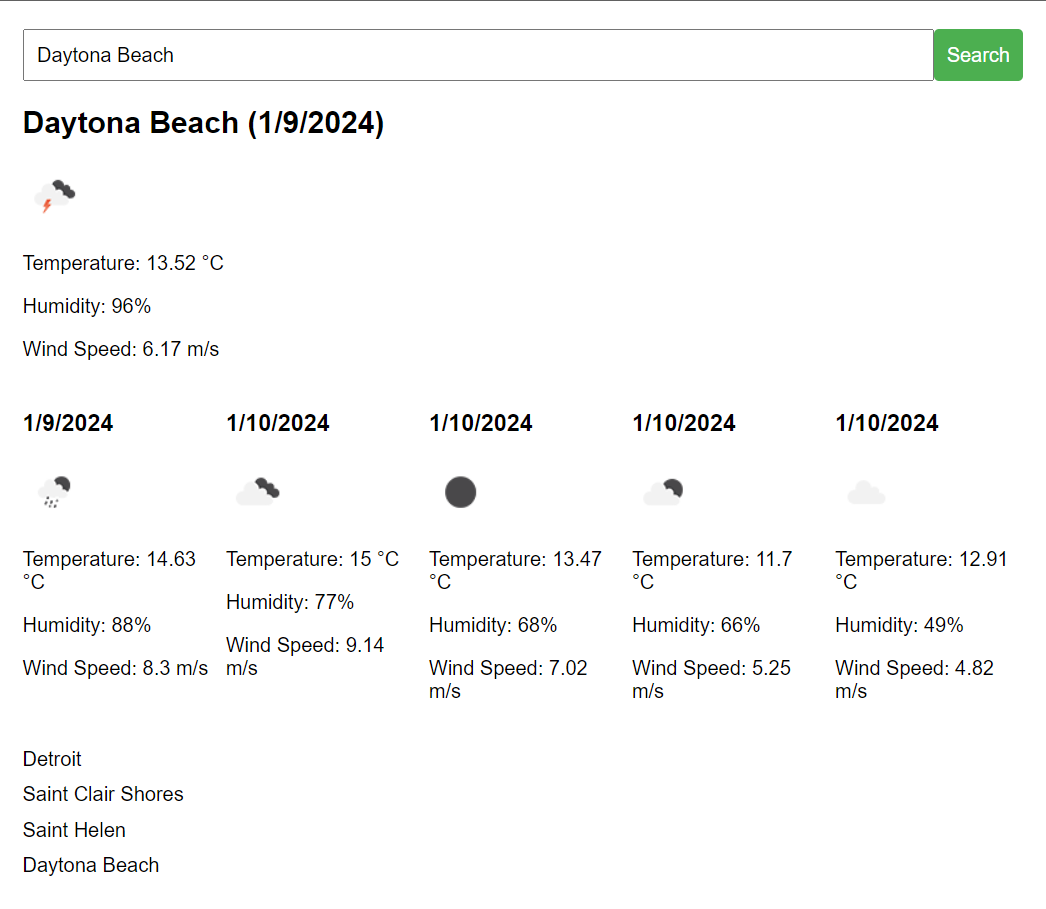 Daytona Beach
Search
Daytona Beach (1/9/2024)
Temperature: 13.52 °C
Humidity: 96%
Wind Speed: 6.17 m/s
1/9/2024
Temperature: 14.63
°C
Humidity: 88%
Wind Speed: 8.3 m/s
1/10/2024
Temperature: 15 °C
Humidity: 77%
Wind Speed: 9.14
m/s
1/10/2024
Temperature: 13.47
°C
Humidity: 68%
Wind Speed: 7.02
m/s
1/10/2024
Temperature: 11.7
°C
Humidity: 66%
Wind Speed: 5.25
m/s
1/10/2024
Temperature: 12.91
°C
Humidity: 49%
Wind Speed: 4.82
m/s
Detroit
Saint Clair Shores
Saint Helen
Daytona Beach